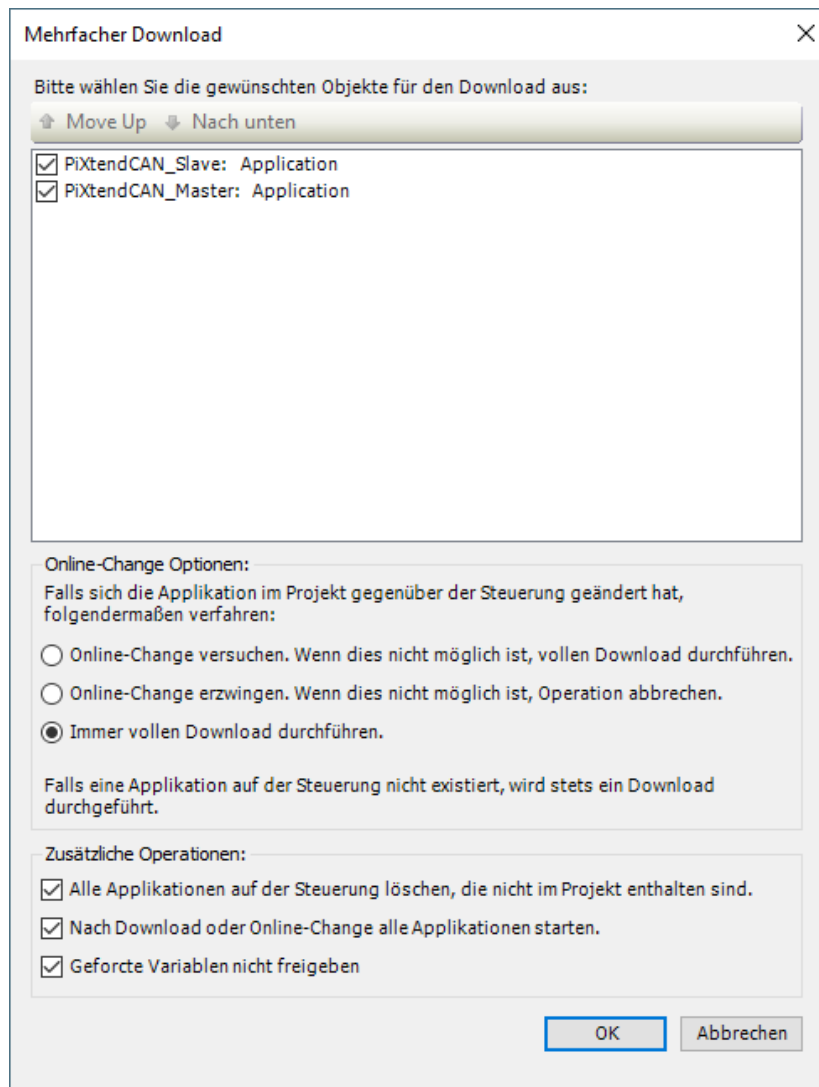 Mehrfacher Download
Bitte wählen Sie die gewünschten Objekte für den Download aus:
Move Up Nach unten
PiXtendCAN_Slave: Application
PiXtendCAN_Master: Application
Online-Change Optionen:
Falls sich die Applikation im Projekt gegenüber der Steuerung geändert hat,
folgendermaßen verfahren:
Online-Change versuchen. Wenn dies nicht möglich ist, vollen Download durchführen.
Online-Change erzwingen. Wenn dies nicht möglich ist, Operation abbrechen.
Immer vollen Download durchführen.
Falls eine Applikation auf der Steuerung nicht existiert, wird stets ein Download
durchgeführt.
Zusätzliche Operationen:
Alle Applikationen auf der Steuerung löschen, die nicht im Projekt enthalten sind.
Nach Download oder Online-Change alle Applikationen starten.
Geforcte Variablen nicht freigeben
OK Abbrechen